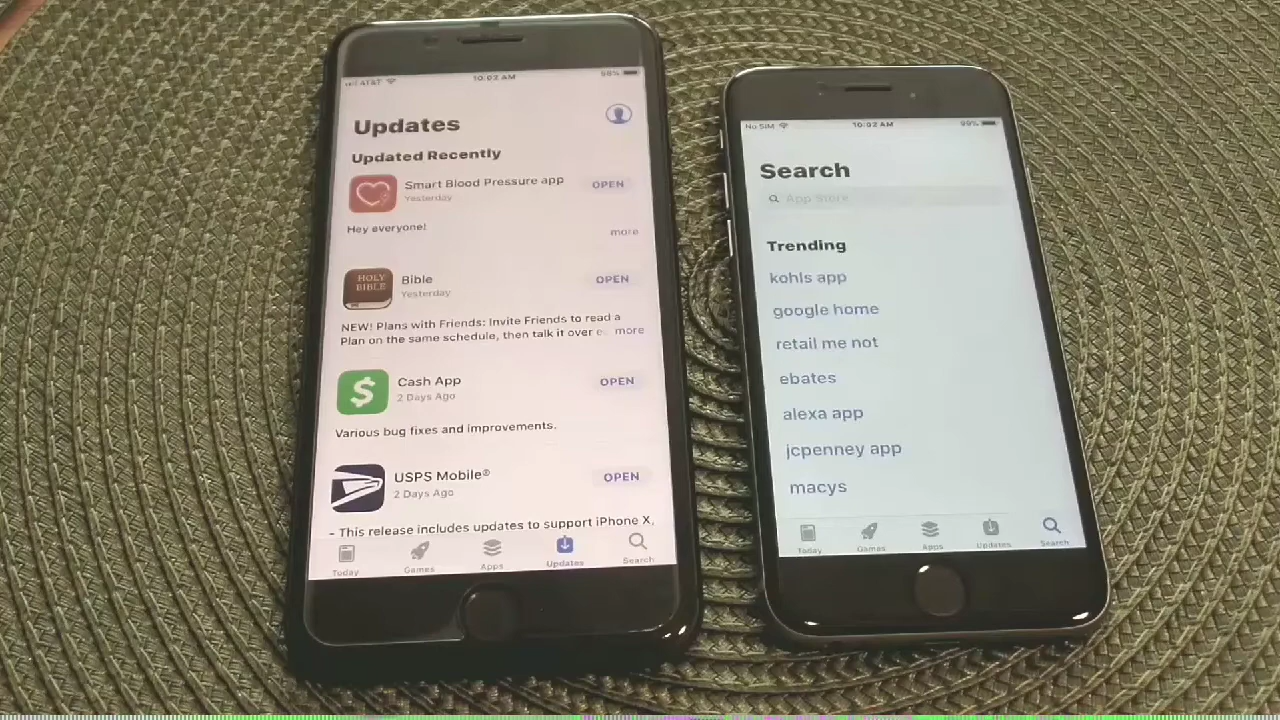 AT&T
10:02 AM
Updates
Updated Recently
Smart Blood Pressure app
OPEN
Yesterday
Hey everyone!
more
HOLY
BIBLE
Bible
OPEN
Yesterday
NEW! Plans with Friends: Invite Friends to read a
Plan on the same schedule, then talk it over
more
$
Cash App
OPEN
2 Days Ago
Various bug fixes and improvements.
USPS Mobile®
OPEN
2 Days Ago
- This release includes updates to support iPhone X,
Today
Games
Apps
Updates
Search
No SIM
10:02 AM
99%
Search
App Store
Trending
kohls app
google home
retail me not
ebates
alexa app
jcpenney app
macys
Today
Games
Apps
Updates
Search